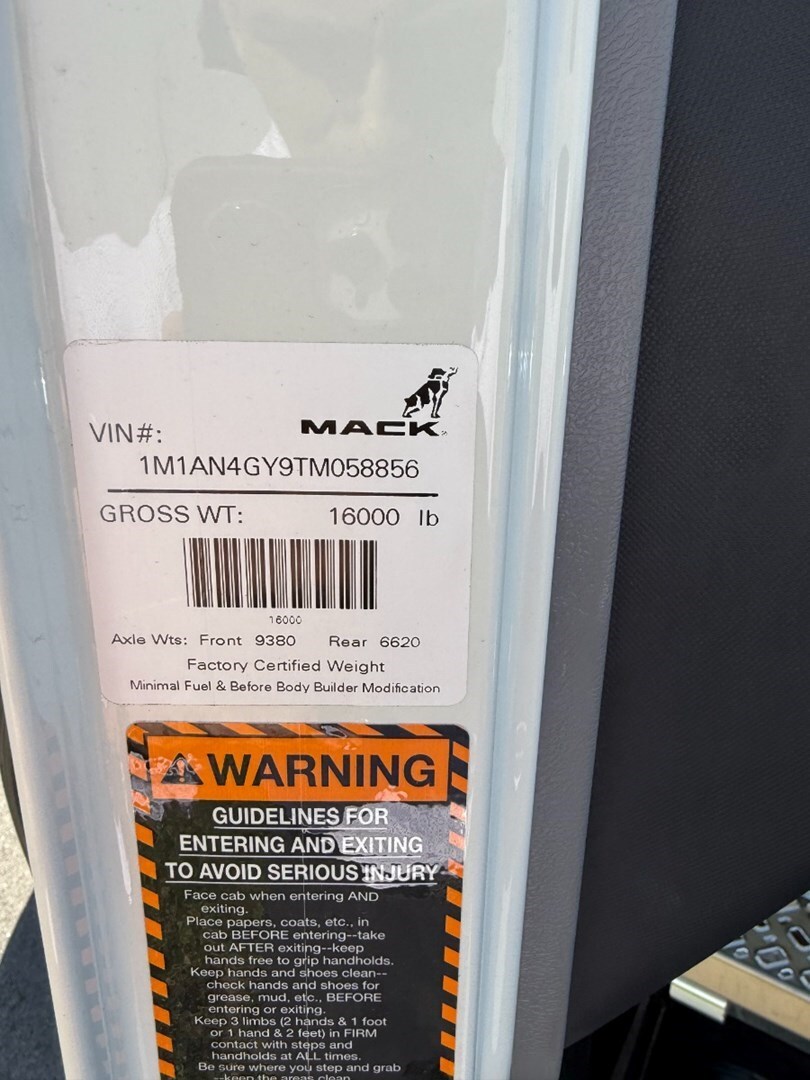 MACK
VIN#:
1M1AN4GY9TM058856
GROSS WT: 16000 lb
16000
Axle Wts: Front 9380 Rear 6620
Factory Certified Weight
Minimal Fuel & Before Body Builder Modification
WARNING
GUIDELINES FOR
ENTERING AND EXITING
TO AVOID SERIOUS INJURY
Face cab when entering AND
exiting.
Place papers, coats, etc., in
cab BEFORE entering--take
out AFTER exiting--keep
hands free to grip handholds.
Keep hands and shoes clean--
check hands and shoes for
grease, mud, etc., BEFORE
entering or exiting.
Keep 3 limbs (2 hands & 1 foot
or 1 hand & 2 feet) in FIRM
contact with steps and
handholds at ALL times.
Be sure where you step and grab
--keep the areas clean